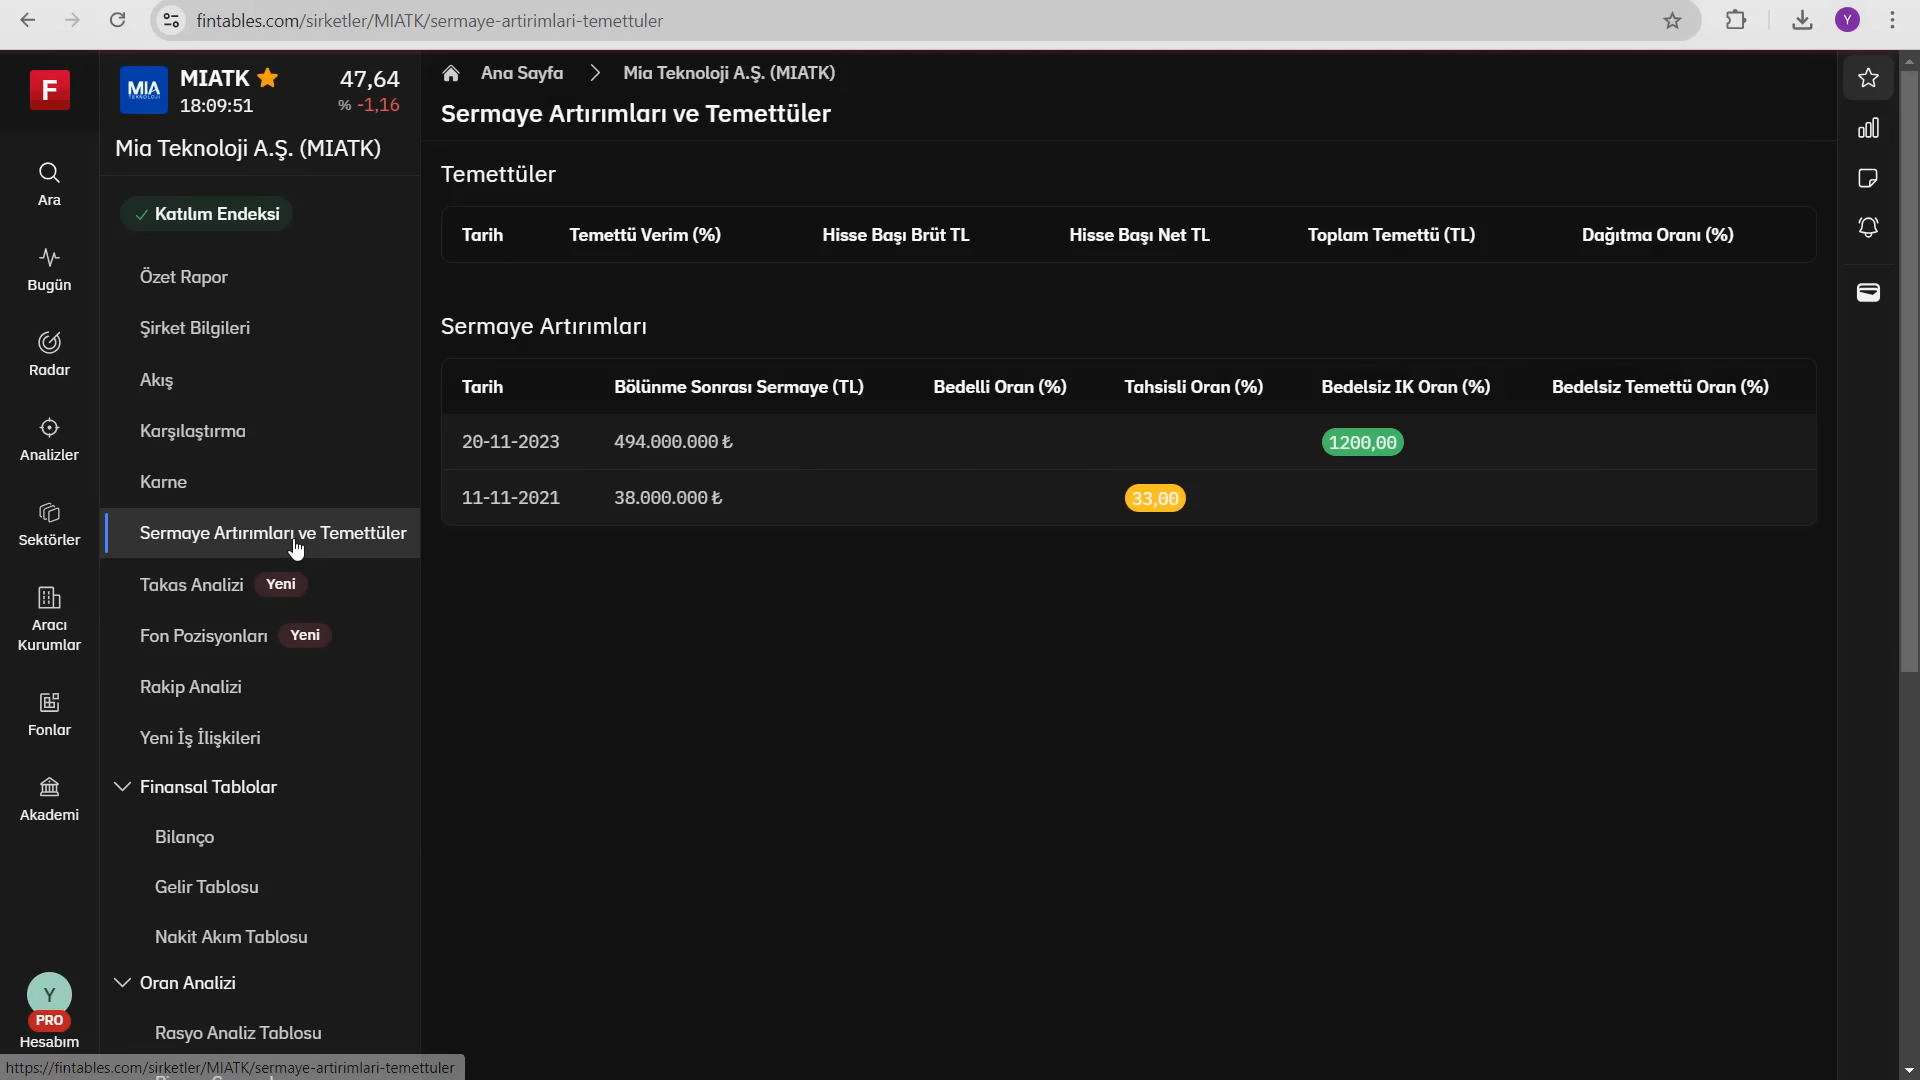 fintables.com/sirketler/MIATK/sermaye-artirimlari-temettuler
Y
F
Ara
Bugün
Radar
Analizler
Sektörler
Aracı
Kurumlar
Fonlar
Akademi
Y
PRO
Hesabım
MIA
TEKNOLOJİ
MIATK
47,64
18:09:51
% -1,16
Mia Teknoloji A.Ş. (MIATK)
Katılım Endeksi
Özet Rapor
Şirket Bilgileri
Akış
Karşılaştırma
Karne
Sermaye Artırımları ve Temettüler
Takas Analizi Yeni
Fon Pozisyonları Yeni
Rakip Analizi
Yeni İş İlişkileri
Finansal Tablolar
Bilanço
Gelir Tablosu
Nakit Akım Tablosu
Oran Analizi
Rasyo Analiz Tablosu
https://fintables.com/sirketler/MIATK/sermaye-artirimlari-temettuler
Ana Sayfa > Mia Teknoloji A.Ş. (MIATK)
Sermaye Artırımları ve Temettüler
Temettüler
Tarih Temettü Verim (%) Hisse Başı Brüt TL Hisse Başı Net TL Toplam Temettü (TL) Dağıtma Oranı (%)
Sermaye Artırımları
Tarih Bölünme Sonrası Sermaye (TL) Bedelli Oran (%) Tahsisli Oran (%) Bedelsiz IK Oran (%) Bedelsiz Temettü Oran (%)
20-11-2023 494.000.000 ₺ 1200,00
11-11-2021 38.000.000 ₺ 33,00